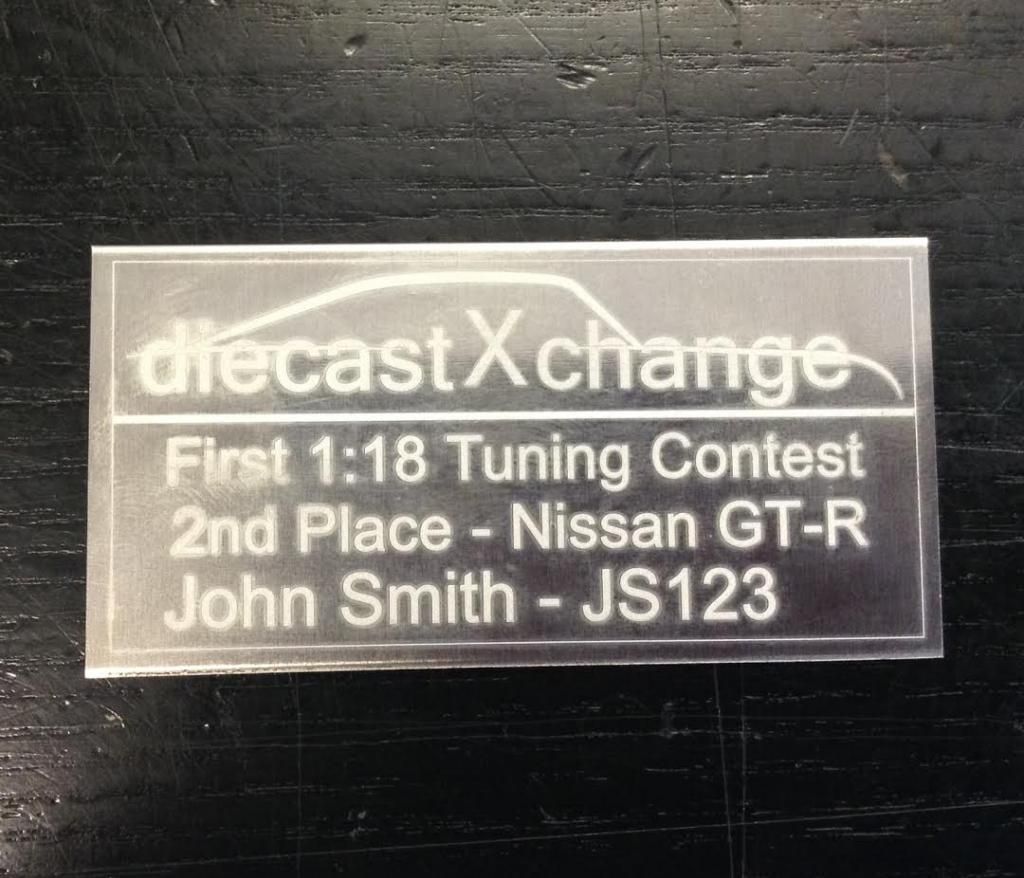 diecastXchange
First 1:18 Tuning Contest
2nd Place - Nissan GT-R
John Smith - JS123